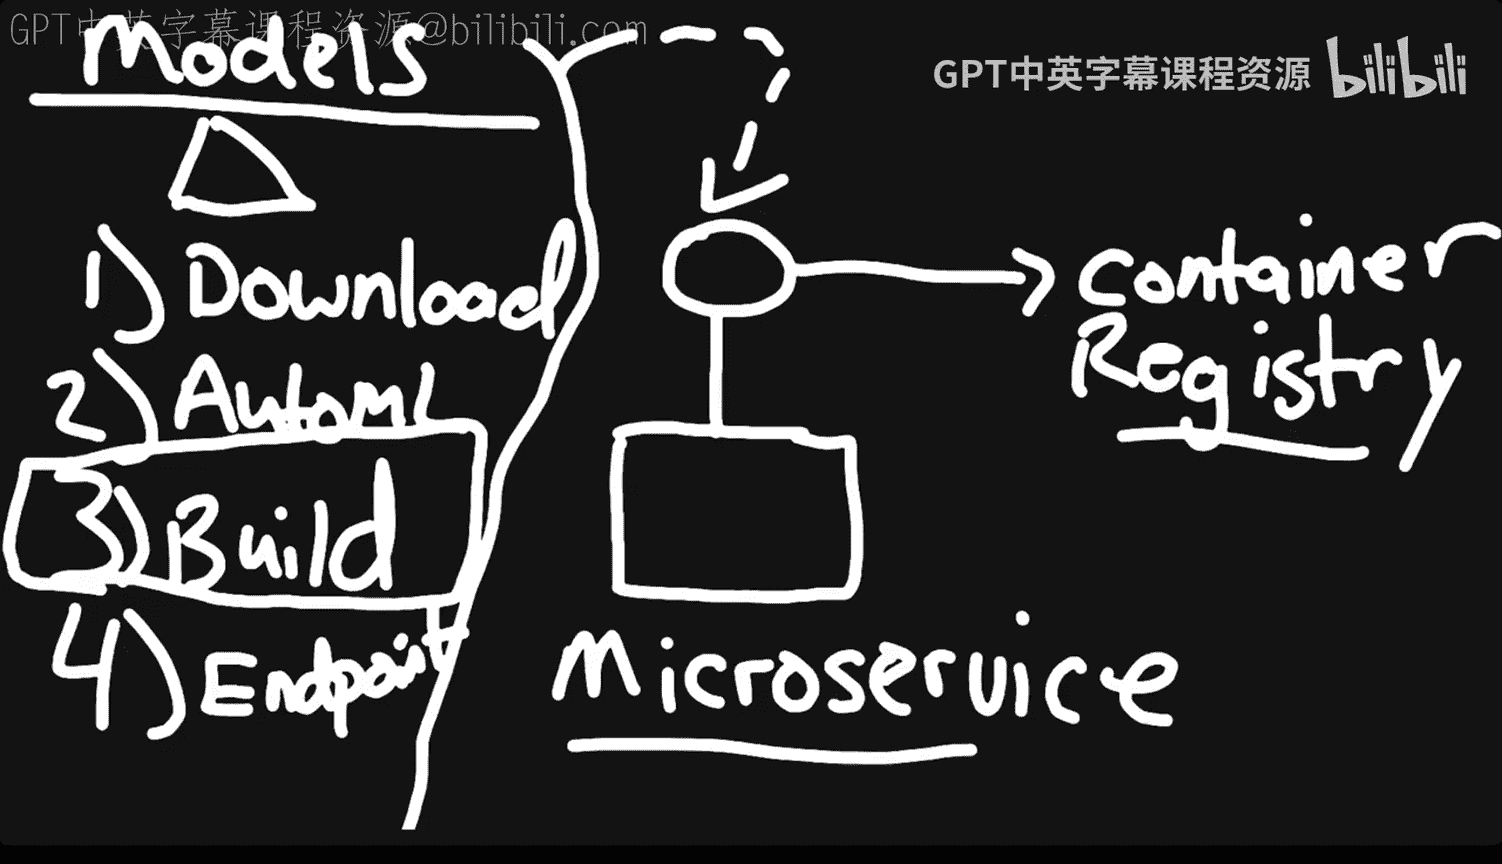 GPT中英字幕课程资源@bilibili.com
GPT中英字幕课程资源 bilibili
Models
1) Download
2) AutoML
3) Build
4) Endpoint
Container
Registry
Microservice